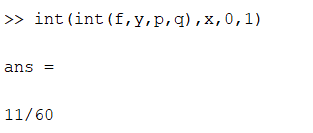 >> int(int(f,y,p,q),x,0,1)
ans =
11/60